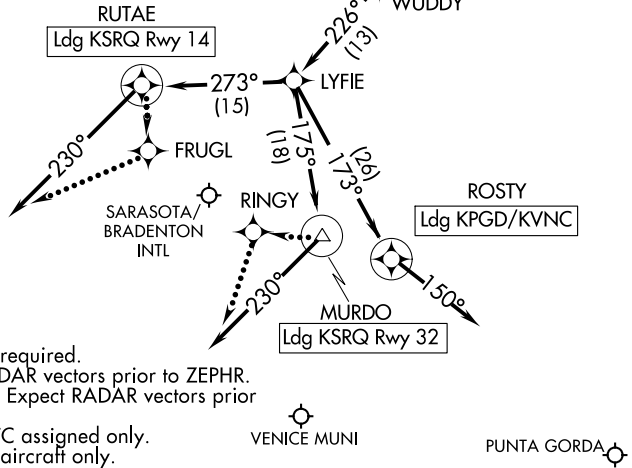 WUDDY
RUTAE
Ldg KSRQ Rwy 14
226°
(13)
273°
(15)
LYFIE
230°
FRUGL
175°
(18)
(26)
173°
SARASOTA/
BRADENTON
INTL
RINGY
ROSTY
Ldg KPGD/KVNC
230°
150°
MURDO
Ldg KSRQ Rwy 32
required.
DAR vectors prior to ZEPHR.
Expect RADAR vectors prior
C assigned only.
aircraft only.
VENICE MUNI
PUNTA GORDA